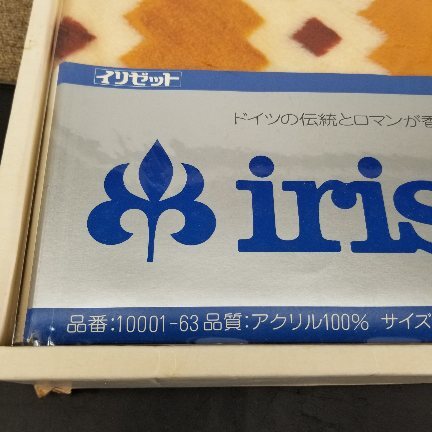 イリゼット
ドイツの伝統とロマンが香
iris
品番:10001-63 品質:アクリル100% サイズ